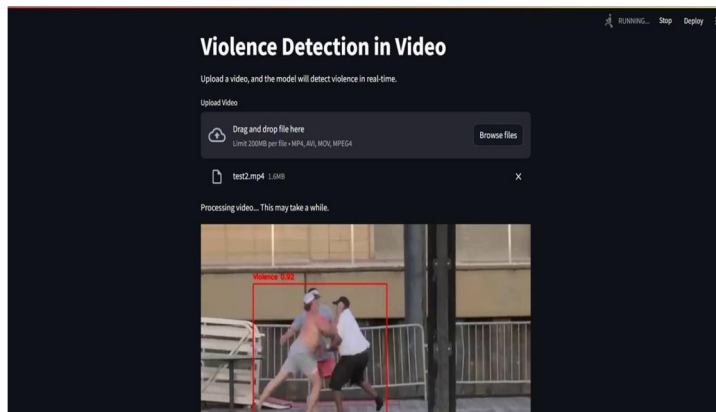 RUNNING... Stop Deploy
Violence Detection in Video
Upload a video, and the model will detect violence in real-time.
Upload Video
Drag and drop file here
Limit 200MB per file • MP4, AVI, MOV, MPEG4
Browse files
test2.mp4 1.6MB
Processing video... This may take a while.
Violence 0.92